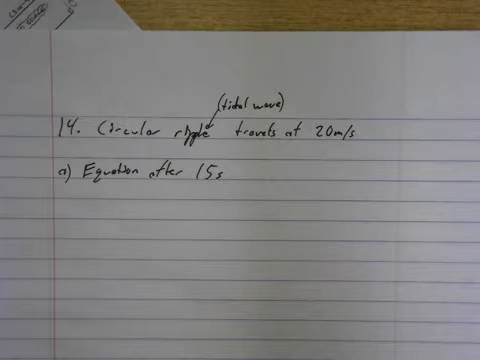 (tidal wave)
14. Circular ripple travels at 20m/s
a) Equation after 15s